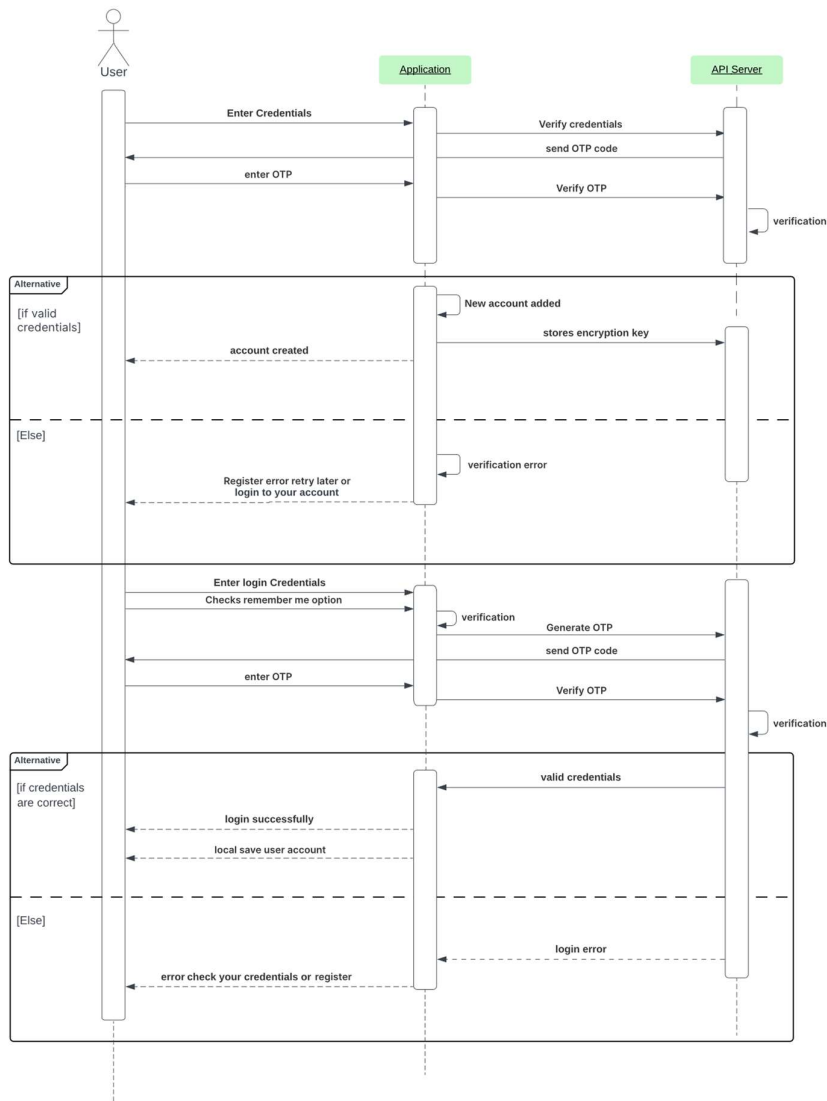 User
Application
API Server
Enter Credentials
Verify credentials
send OTP code
enter OTP
Verify OTP
verification
Alternative
[if valid
credentials]
New account added
stores encryption key
account created
[Else]
verification error
Register error retry later or
login to your account
Enter login Credentials
Checks remember me option
verification
Generate OTP
send OTP code
enter OTP
Verify OTP
verification
Alternative
[if credentials
are correct]
valid credentials
login successfully
local save user account
[Else]
login error
error check your credentials or register